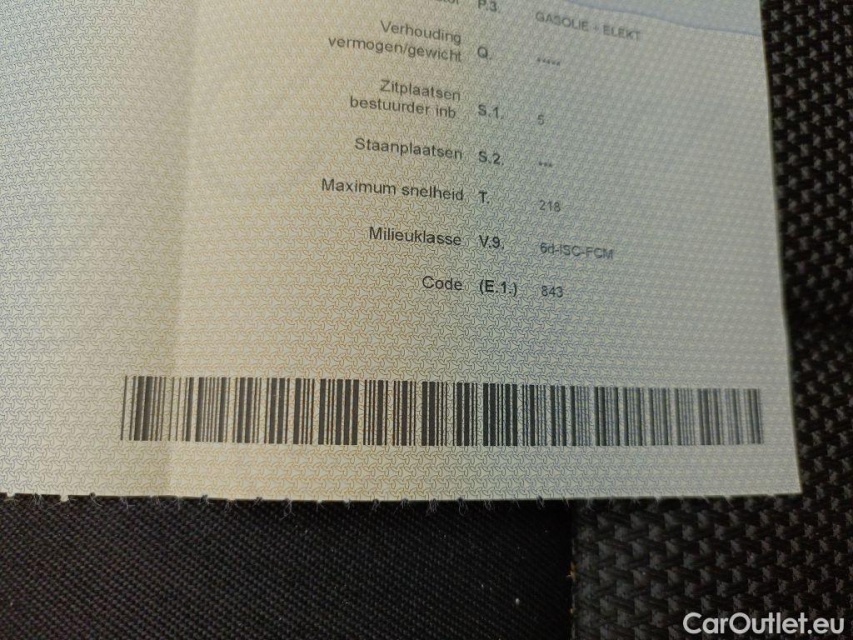 P.3. GASOLIE + ELEKT
Verhouding
vermogen/gewicht Q. *****
Zitplaatsen
bestuurder inb. S.1. 5
Staanplaatsen S.2. ***
Maximum snelheid T. 218
Milieuklasse V.9. 6d-ISC-FCM
Code (E.1.) 843
CarOutlet.eu